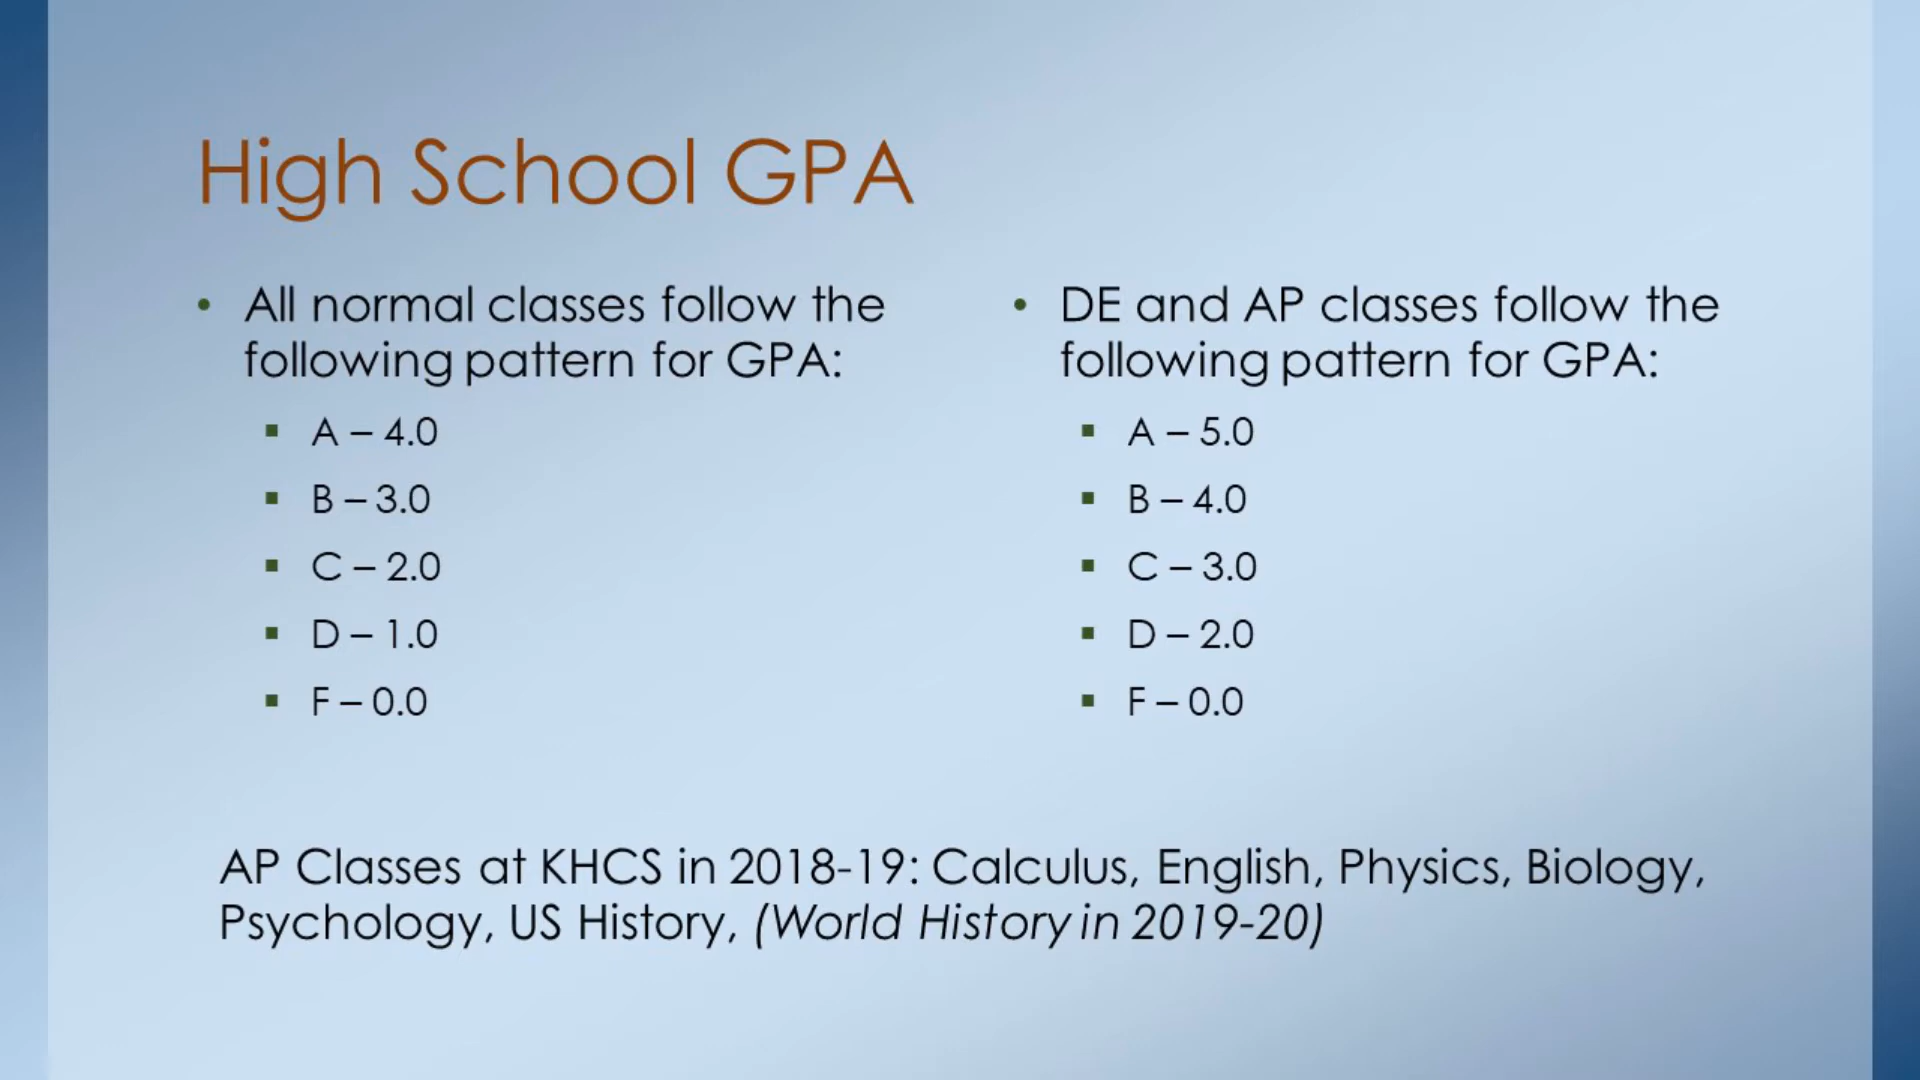 High School GPA
• All normal classes follow the
following pattern for GPA:
▪ A – 4.0
▪ B – 3.0
▪ C – 2.0
▪ D – 1.0
▪ F – 0.0
• DE and AP classes follow the
following pattern for GPA:
▪ A – 5.0
▪ B – 4.0
▪ C – 3.0
▪ D – 2.0
▪ F – 0.0
AP Classes at KHCS in 2018-19: Calculus, English, Physics, Biology,
Psychology, US History, (World History in 2019-20)